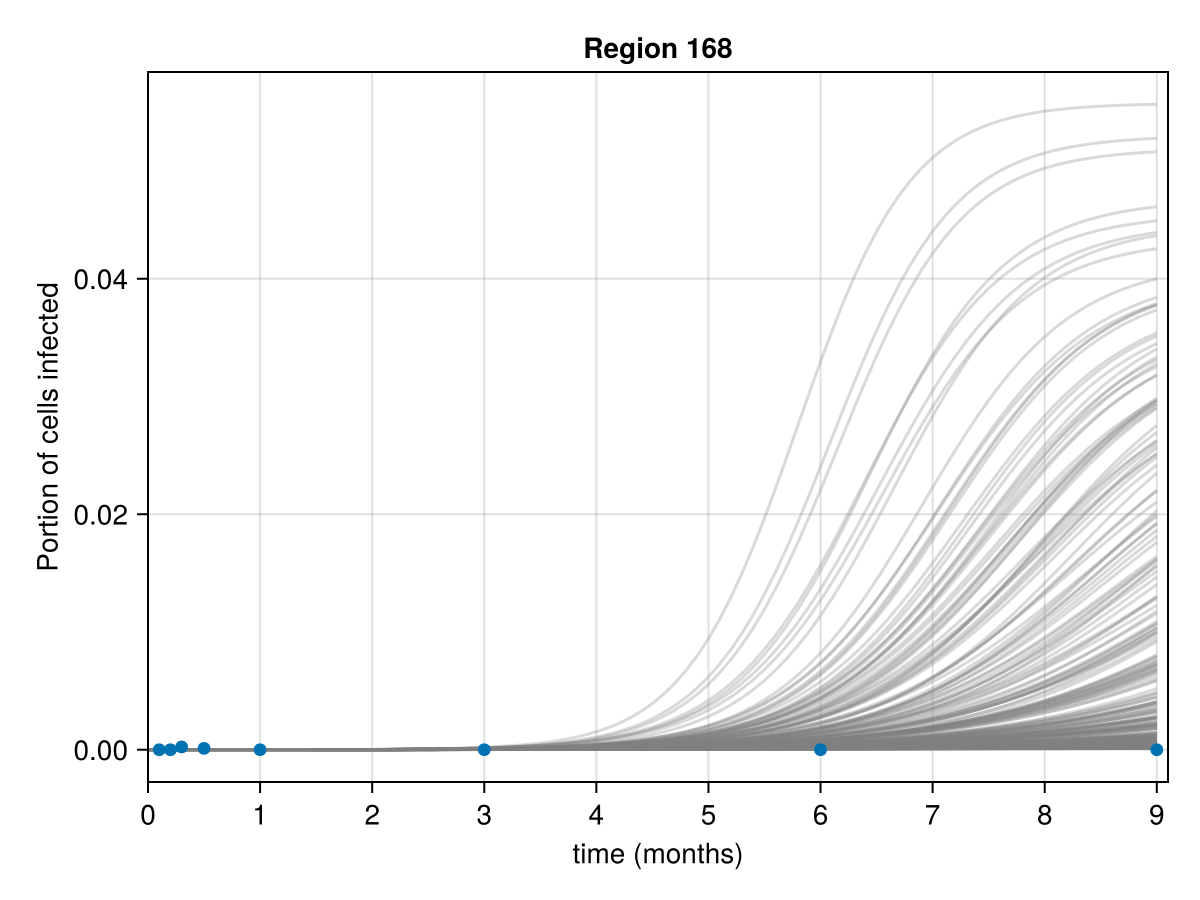 Region 168
Portion of cells infected
0.04
0.02
0.00
0 1 2 3 4 5 6 7 8 9
time (months)